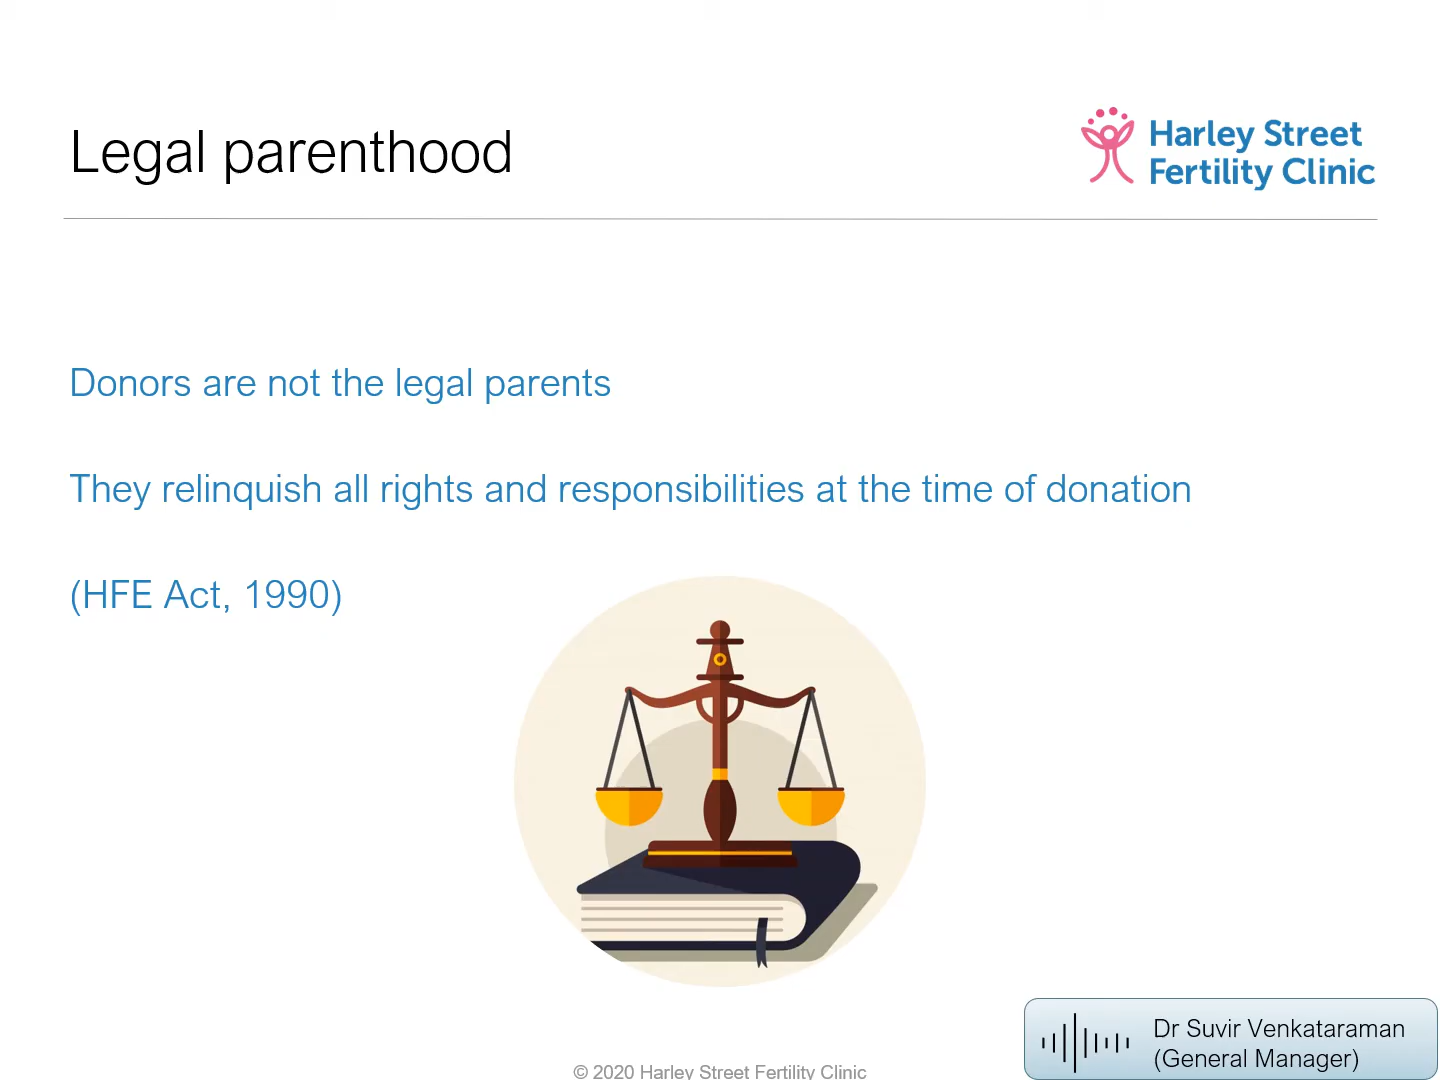 Legal parenthood
Harley Street
Fertility Clinic
Donors are not the legal parents
They relinquish all rights and responsibilities at the time of donation
(HFE Act, 1990)
Dr Suvir Venkataraman
(General Manager)
© 2020 Harley Street Fertility Clinic